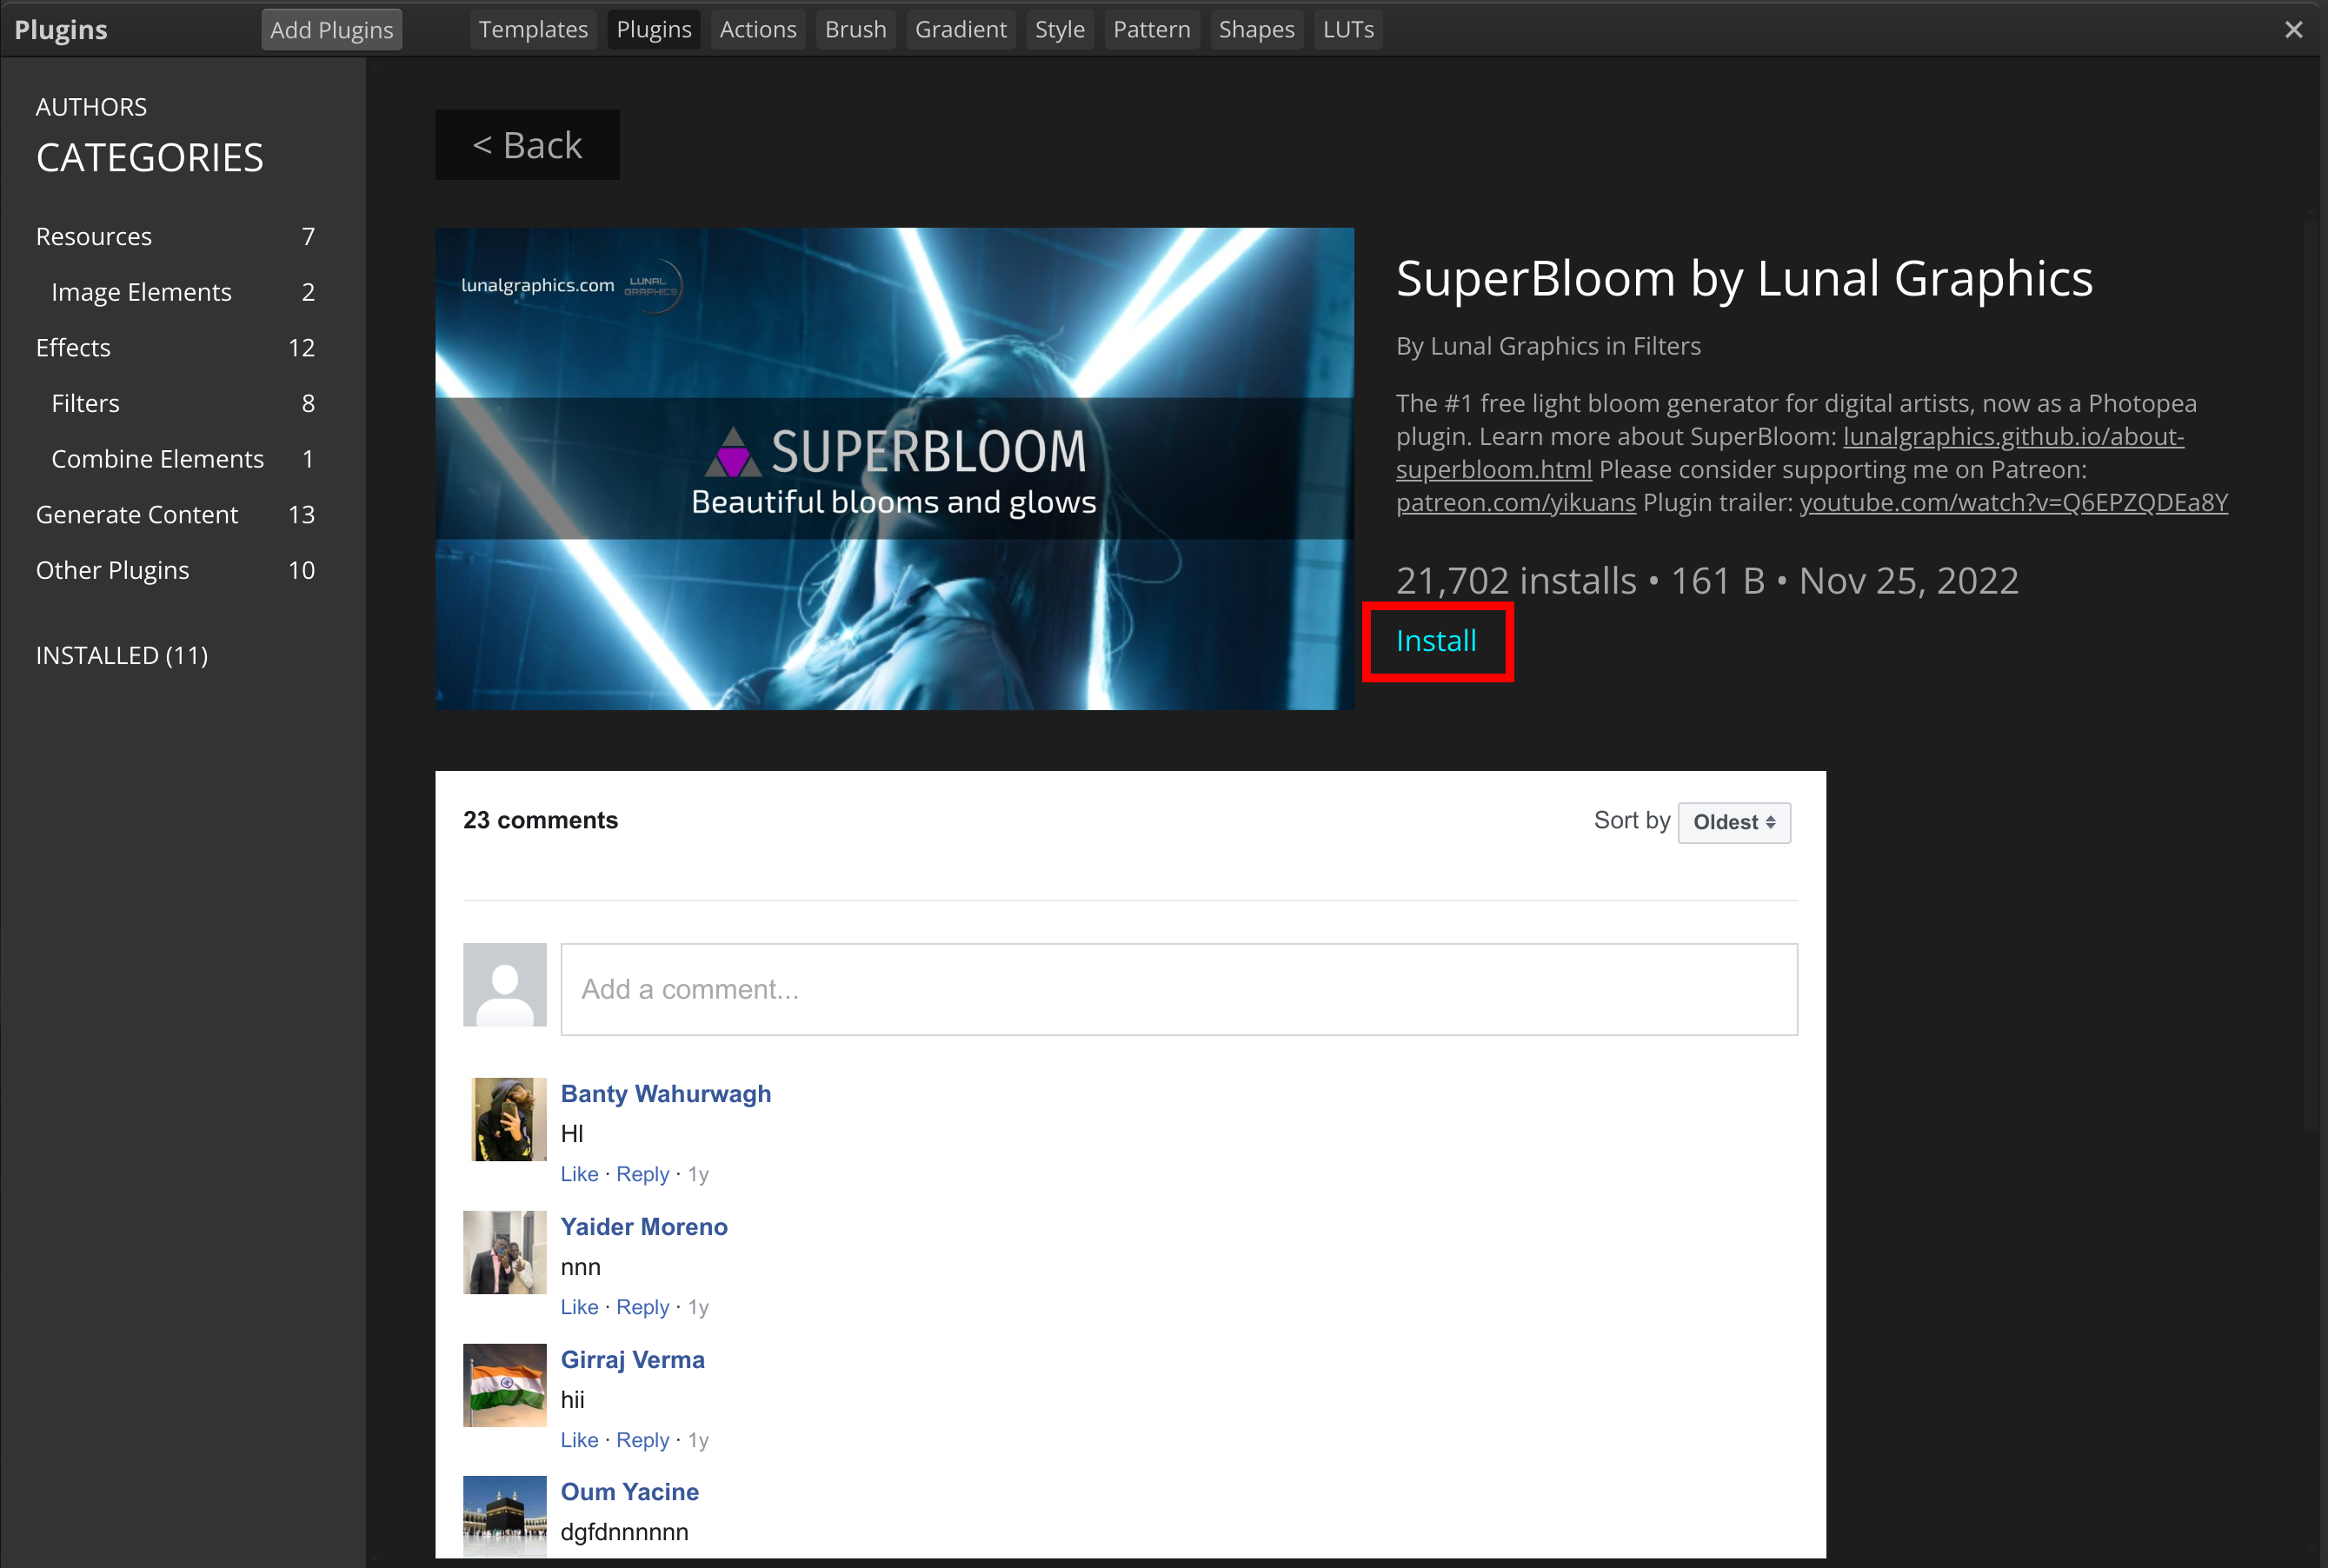 Plugins
Add Plugins
Templates
Plugins
Actions
Brush
Gradient
Style
Pattern
Shapes
LUTs
✕
AUTHORS
CATEGORIES
Resources 7
Image Elements 2
Effects 12
Filters 8
Combine Elements 1
Generate Content 13
Other Plugins 10
INSTALLED (11)
< Back
lunalgraphics.com
LUNAL
GRAPHICS
SUPERBLOOM
Beautiful blooms and glows
SuperBloom by Lunal Graphics
By Lunal Graphics in Filters
The #1 free light bloom generator for digital artists, now as a Photopea
plugin. Learn more about SuperBloom: lunalgraphics.github.io/about-
superbloom.html Please consider supporting me on Patreon:
patreon.com/yikuans Plugin trailer: youtube.com/watch?v=Q6EPZQDEa8Y
21,702 installs • 161 B • Nov 25, 2022
Install
23 comments
Sort by Oldest
Add a comment...
Banty Wahurwagh
HI
Like · Reply · 1y
Yaider Moreno
nnn
Like · Reply · 1y
Girraj Verma
hii
Like · Reply · 1y
Oum Yacine
dgfdnnnnnn